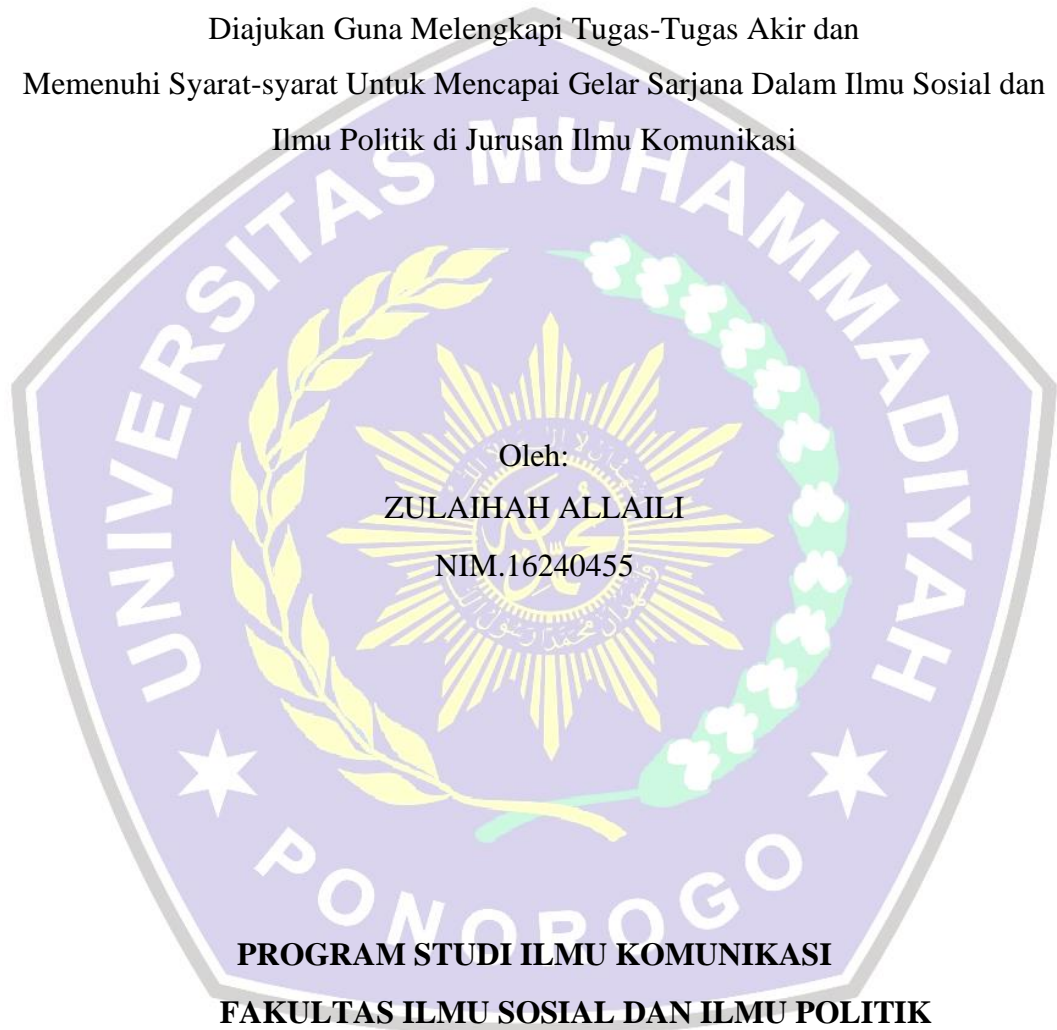 Diajukan Guna Melengkapi Tugas-Tugas Akir dan
Memenuhi Syarat-syarat Untuk Mencapai Gelar Sarjana Dalam Ilmu Sosial dan
Ilmu Politik di Jurusan Ilmu Komunikasi
UNIVERSITAS MUHAMMADIYAH
Oleh:
ZULAIHAH ALLAILI
NIM.16240455
PONOROGO
PROGRAM STUDI ILMU KOMUNIKASI
FAKULTAS ILMU SOSIAL DAN ILMU POLITIK